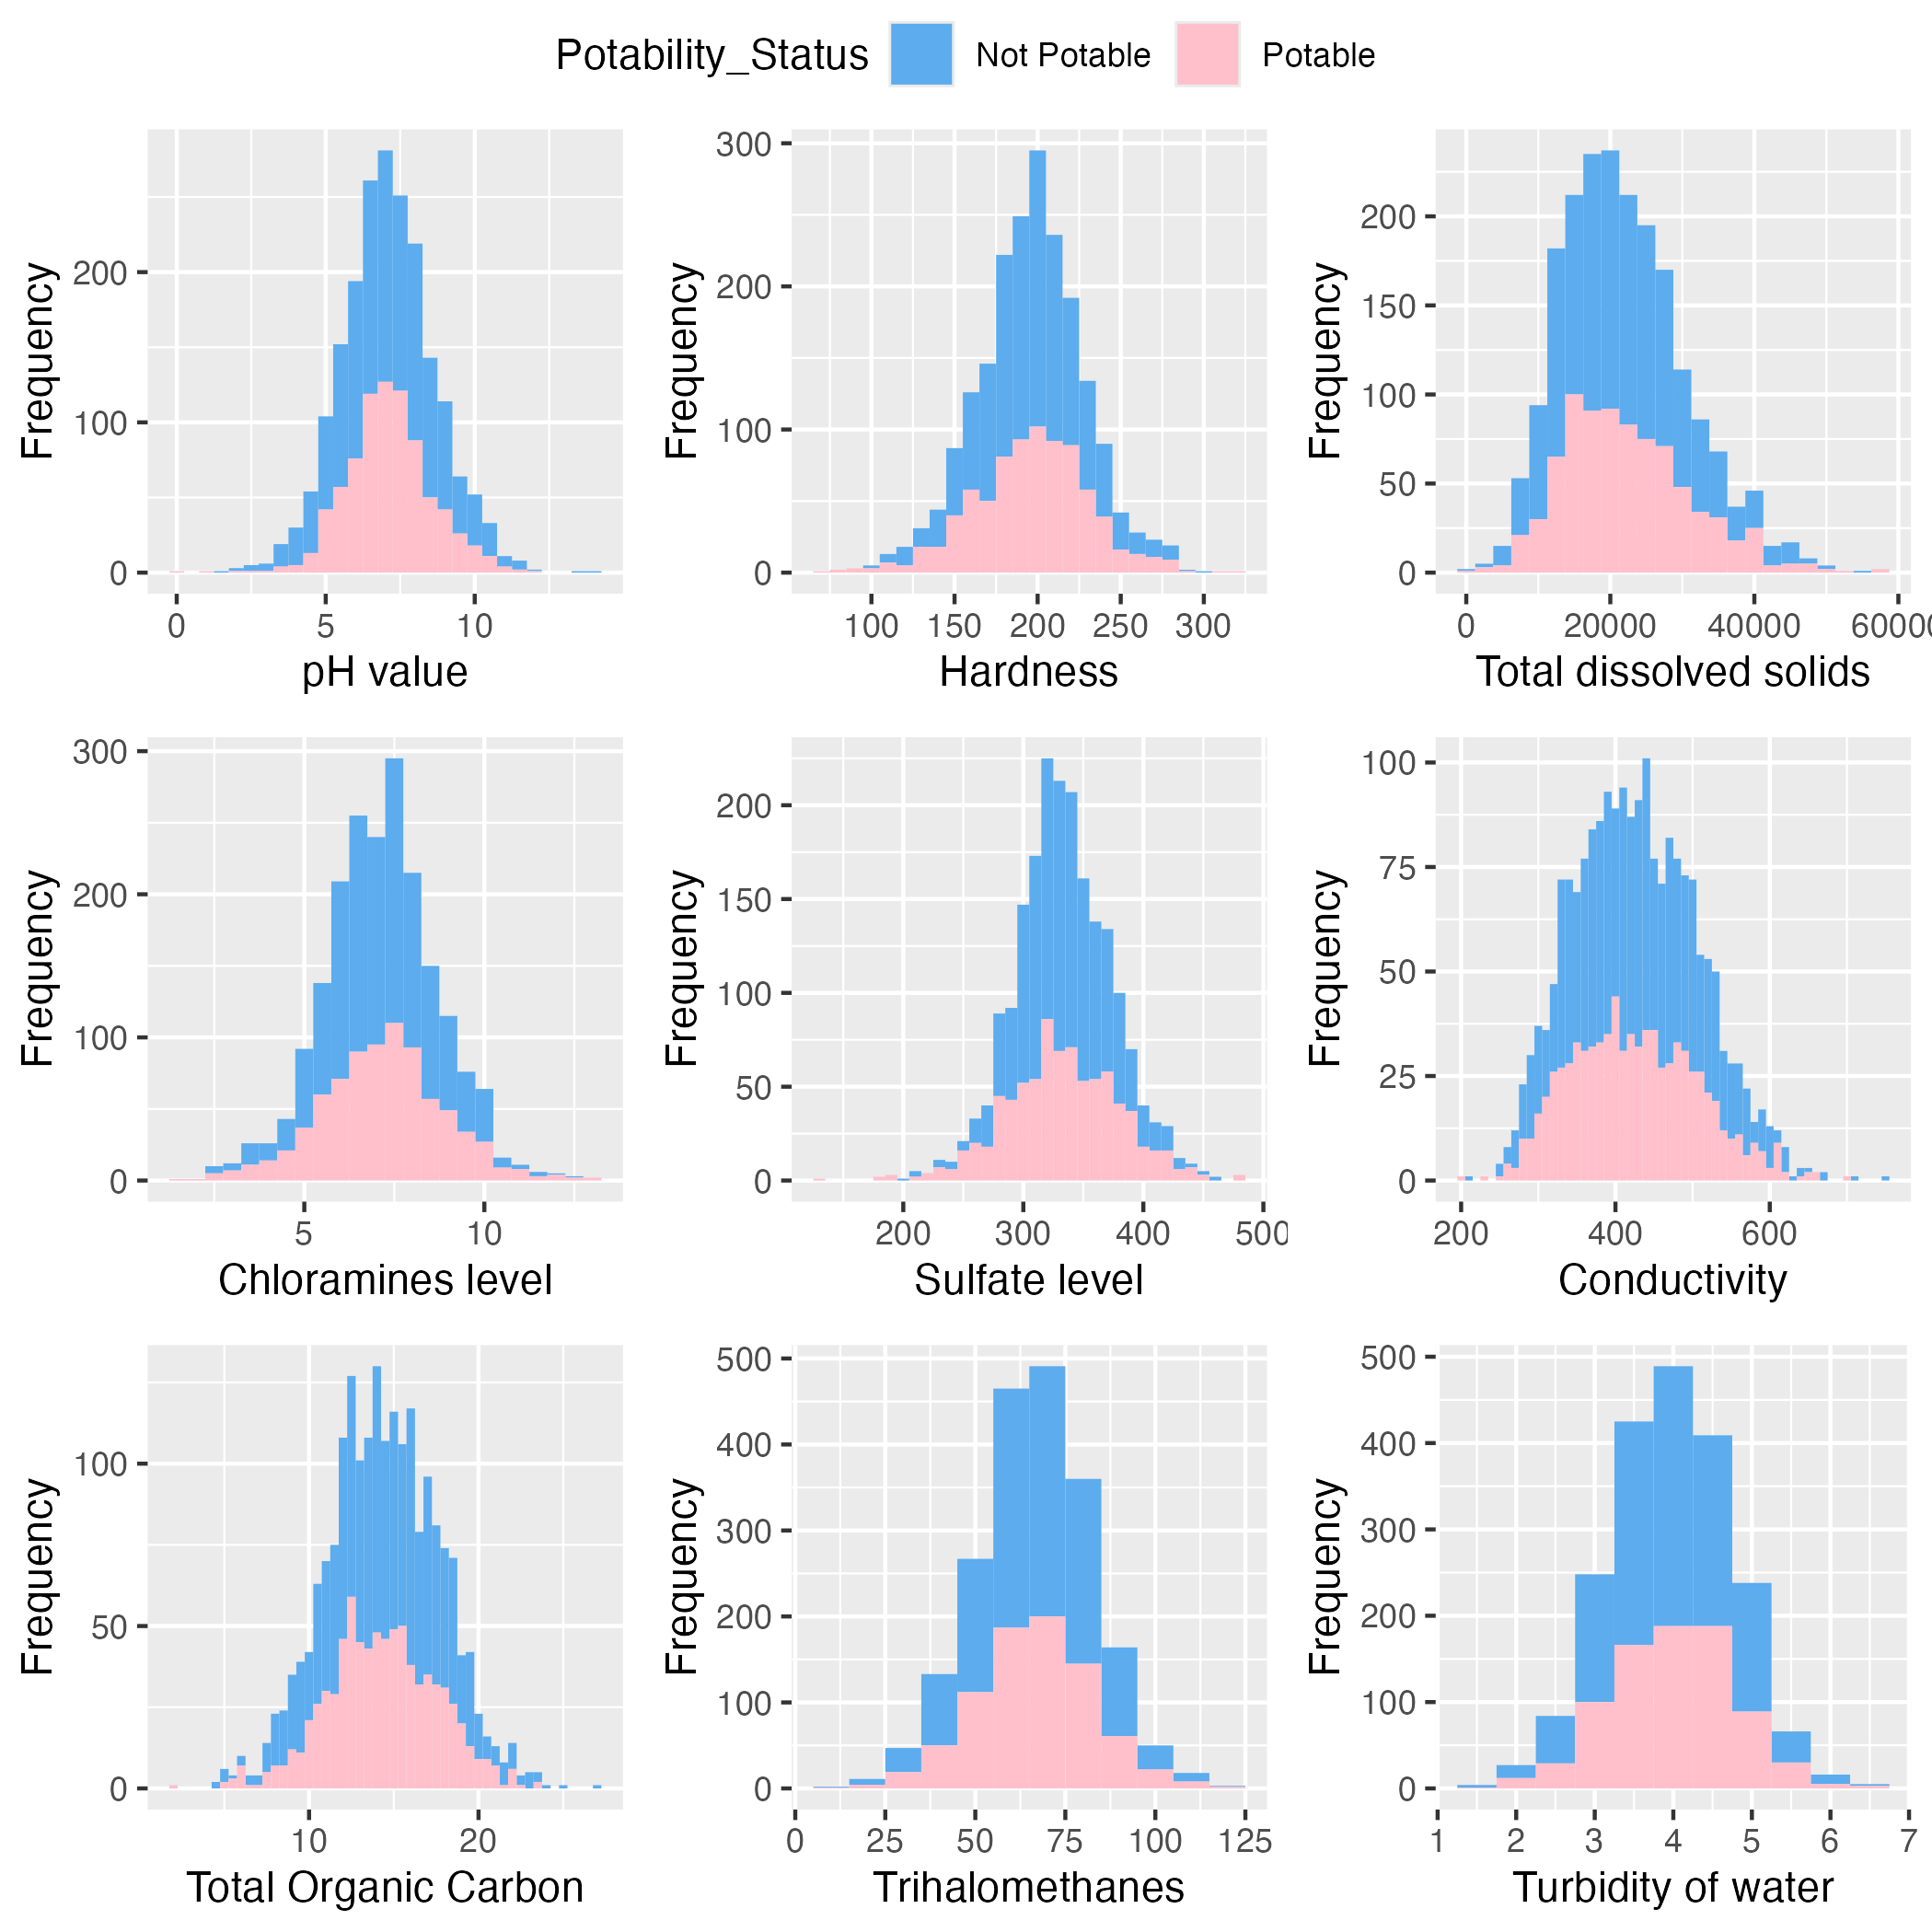 Potability_Status Not Potable Potable
Frequency
0
100
200
0 5 10
pH value
Frequency
0
100
200
300
100 150 200 250 300
Hardness
Frequency
0
50
100
150
200
0 20000 40000 60000
Total dissolved solids
Frequency
0
100
200
300
5 10
Chloramines level
Frequency
0
50
100
150
200
200 300 400 500
Sulfate level
Frequency
0
25
50
75
100
200 400 600
Conductivity
Frequency
0
50
100
10 20
Total Organic Carbon
Frequency
0
100
200
300
400
500
0 25 50 75 100 125
Trihalomethanes
Frequency
0
100
200
300
400
500
1 2 3 4 5 6 7
Turbidity of water